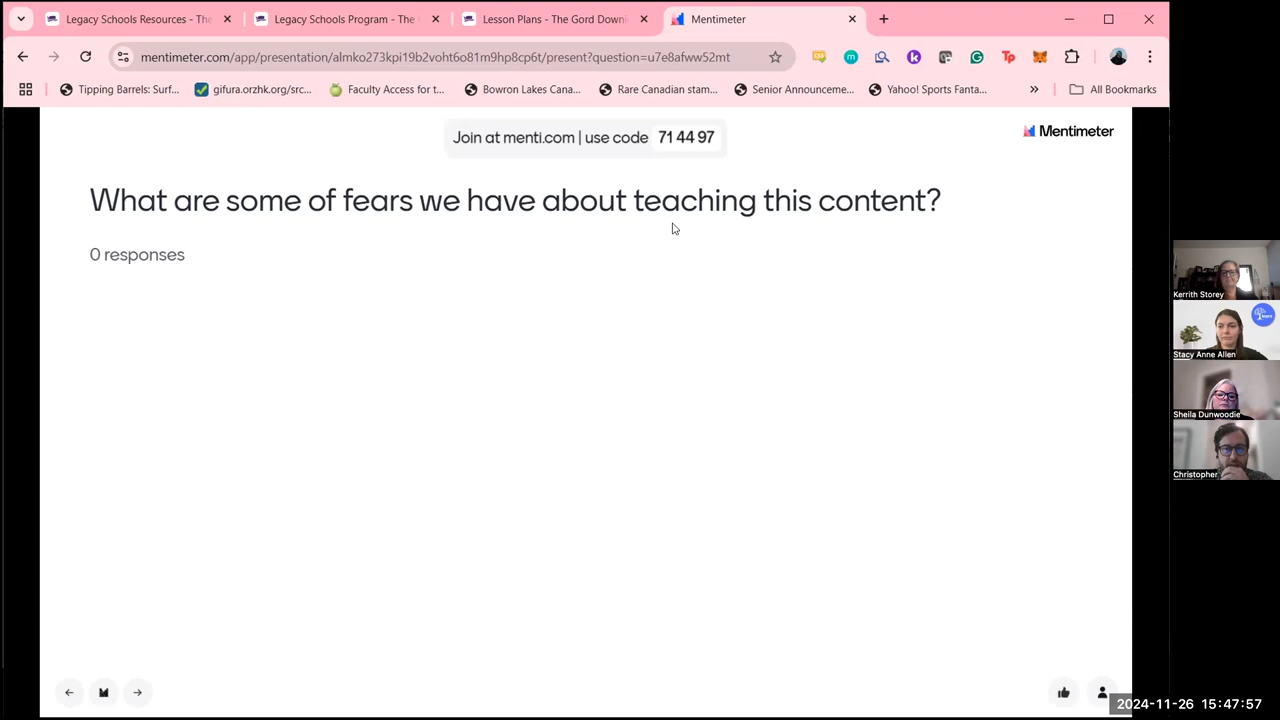 Legacy Schools Resources - The
Legacy Schools Program - The
Lesson Plans - The Gord Downi
Mentimeter
mentimeter.com/app/presentation/almko273kpi19b2voht6o81m9hp8cp6t/present?question=u7e8afww52mt
Tipping Barrels: Surf...
gifura.orzhk.org/src...
Faculty Access for t...
Bowron Lakes Cana...
Rare Canadian stam...
Senior Announceme...
Yahoo! Sports Fanta...
All Bookmarks
Join at menti.com | use code 71 44 97
Mentimeter
What are some of fears we have about teaching this content?
0 responses
Kerrith Storey
Stacy Anne Allen
Sheila Dunwoodie
Christopher
2024-11-26 15:47:57